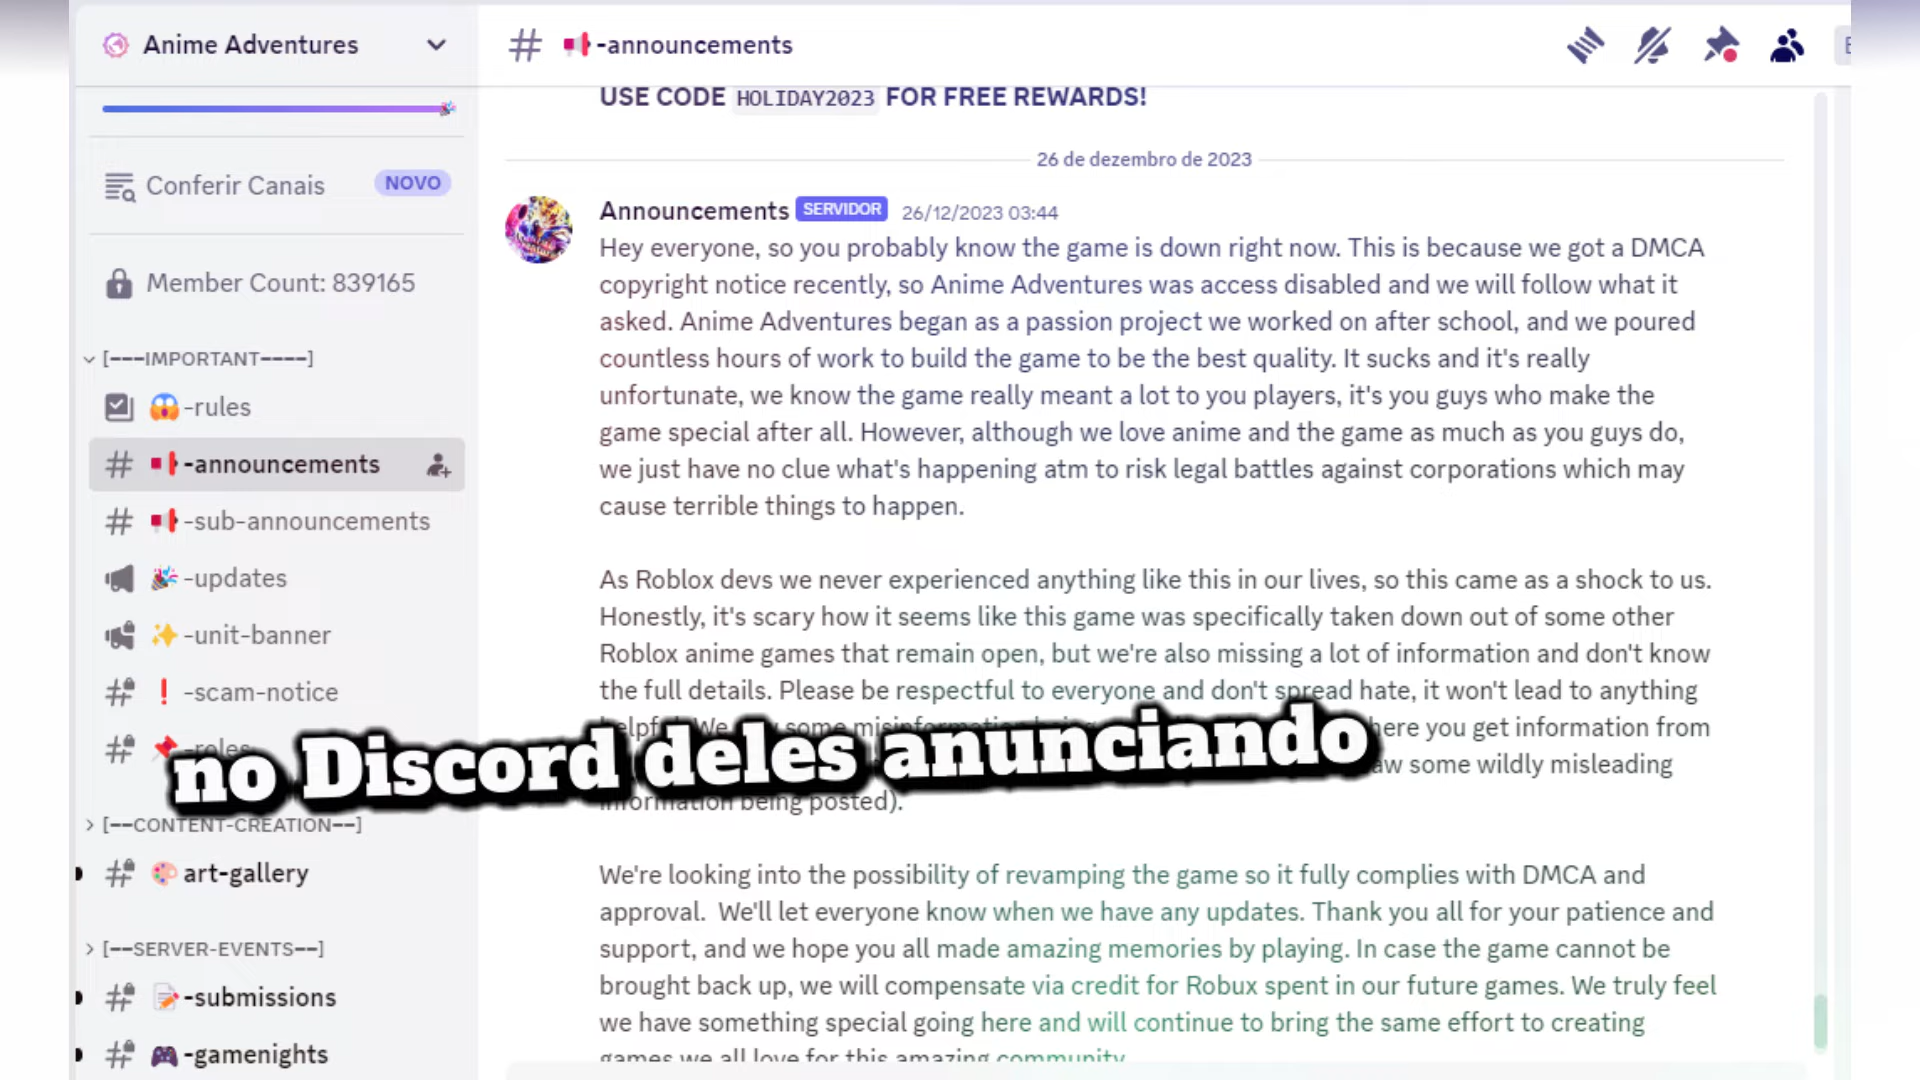 Anime Adventures
Conferir Canais NOVO
Member Count: 839165
[---IMPORTANT----]
-rules
-announcements
-sub-announcements
-updates
-unit-banner
-scam-notice
-roles
[--CONTENT-CREATION--]
art-gallery
[--SERVER-EVENTS--]
-submissions
-gamenights
-announcements
USE CODE HOLIDAY2023 FOR FREE REWARDS!
26 de dezembro de 2023
Announcements SERVIDOR 26/12/2023 03:44
Hey everyone, so you probably know the game is down right now. This is because we got a DMCA
copyright notice recently, so Anime Adventures was access disabled and we will follow what it
asked. Anime Adventures began as a passion project we worked on after school, and we poured
countless hours of work to build the game to be the best quality. It sucks and it's really
unfortunate, we know the game really meant a lot to you players, it's you guys who make the
game special after all. However, although we love anime and the game as much as you guys do,
we just have no clue what's happening atm to risk legal battles against corporations which may
cause terrible things to happen.
As Roblox devs we never experienced anything like this in our lives, so this came as a shock to us.
Honestly, it's scary how it seems like this game was specifically taken down out of some other
Roblox anime games that remain open, but we're also missing a lot of information and don't know
the full details. Please be respectful to everyone and don't spread hate, it won't lead to anything
We some misinformation here you get information from
some wildly misleading
information being posted).
We're looking into the possibility of revamping the game so it fully complies with DMCA and
approval. We'll let everyone know when we have any updates. Thank you all for your patience and
support, and we hope you all made amazing memories by playing. In case the game cannot be
brought back up, we will compensate via credit for Robux spent in our future games. We truly feel
we have something special going here and will continue to bring the same effort to creating
games we all love for this amazing community.
no Discord deles anunciando